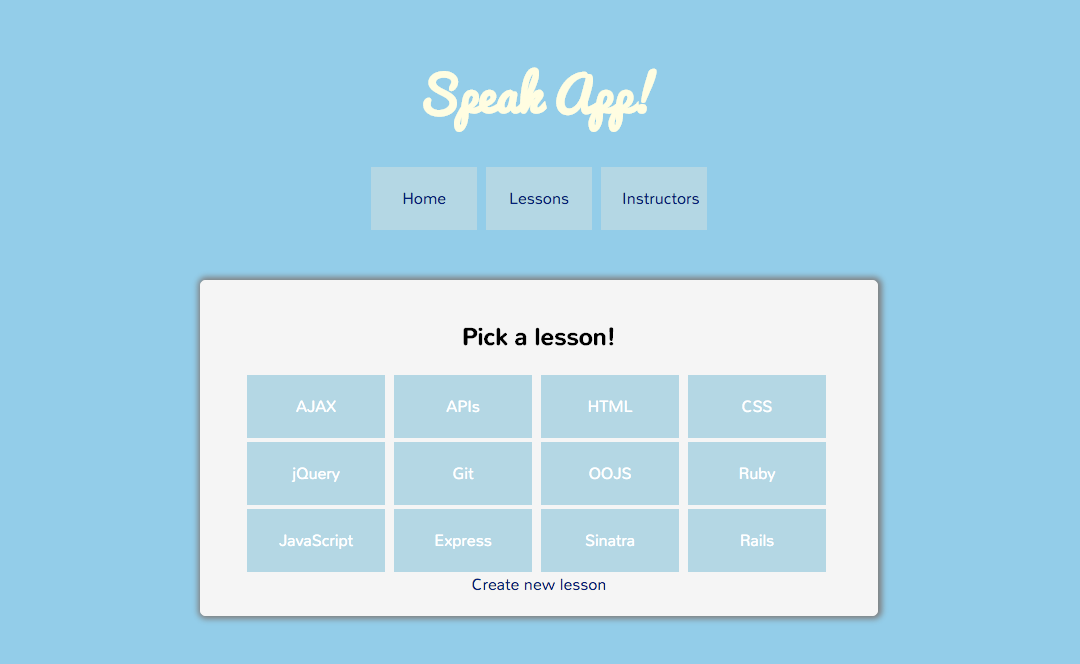 Speak App!
Home Lessons Instructors
Pick a lesson!
AJAX APIs HTML CSS
jQuery Git OOJS Ruby
JavaScript Express Sinatra Rails
Create new lesson